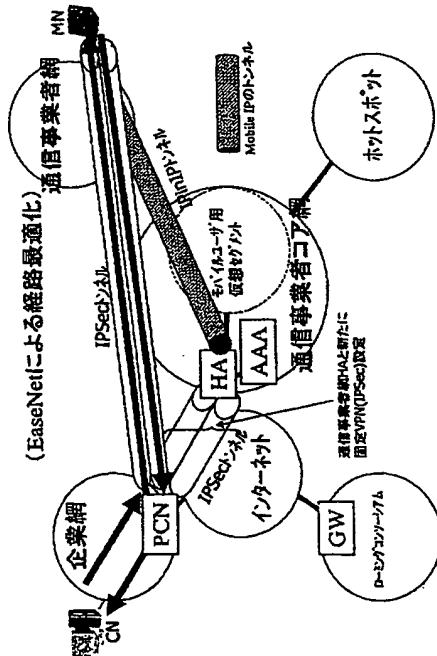 (EaseNetによる経路最適化)
MN
通信事業者網
IPSecトンネル
IPinIPトンネル
Mobile IPのトンネル
企業網
CN
PCN
HA
AAA
モバイルユーザ用
仮想セグメント
通信事業者コア網
ホットスポット
IPSecトンネル
インターネット
通信事業者網HAと新たに
固定VPN(IPSec)設定
GW
ローミングコンソーシアム